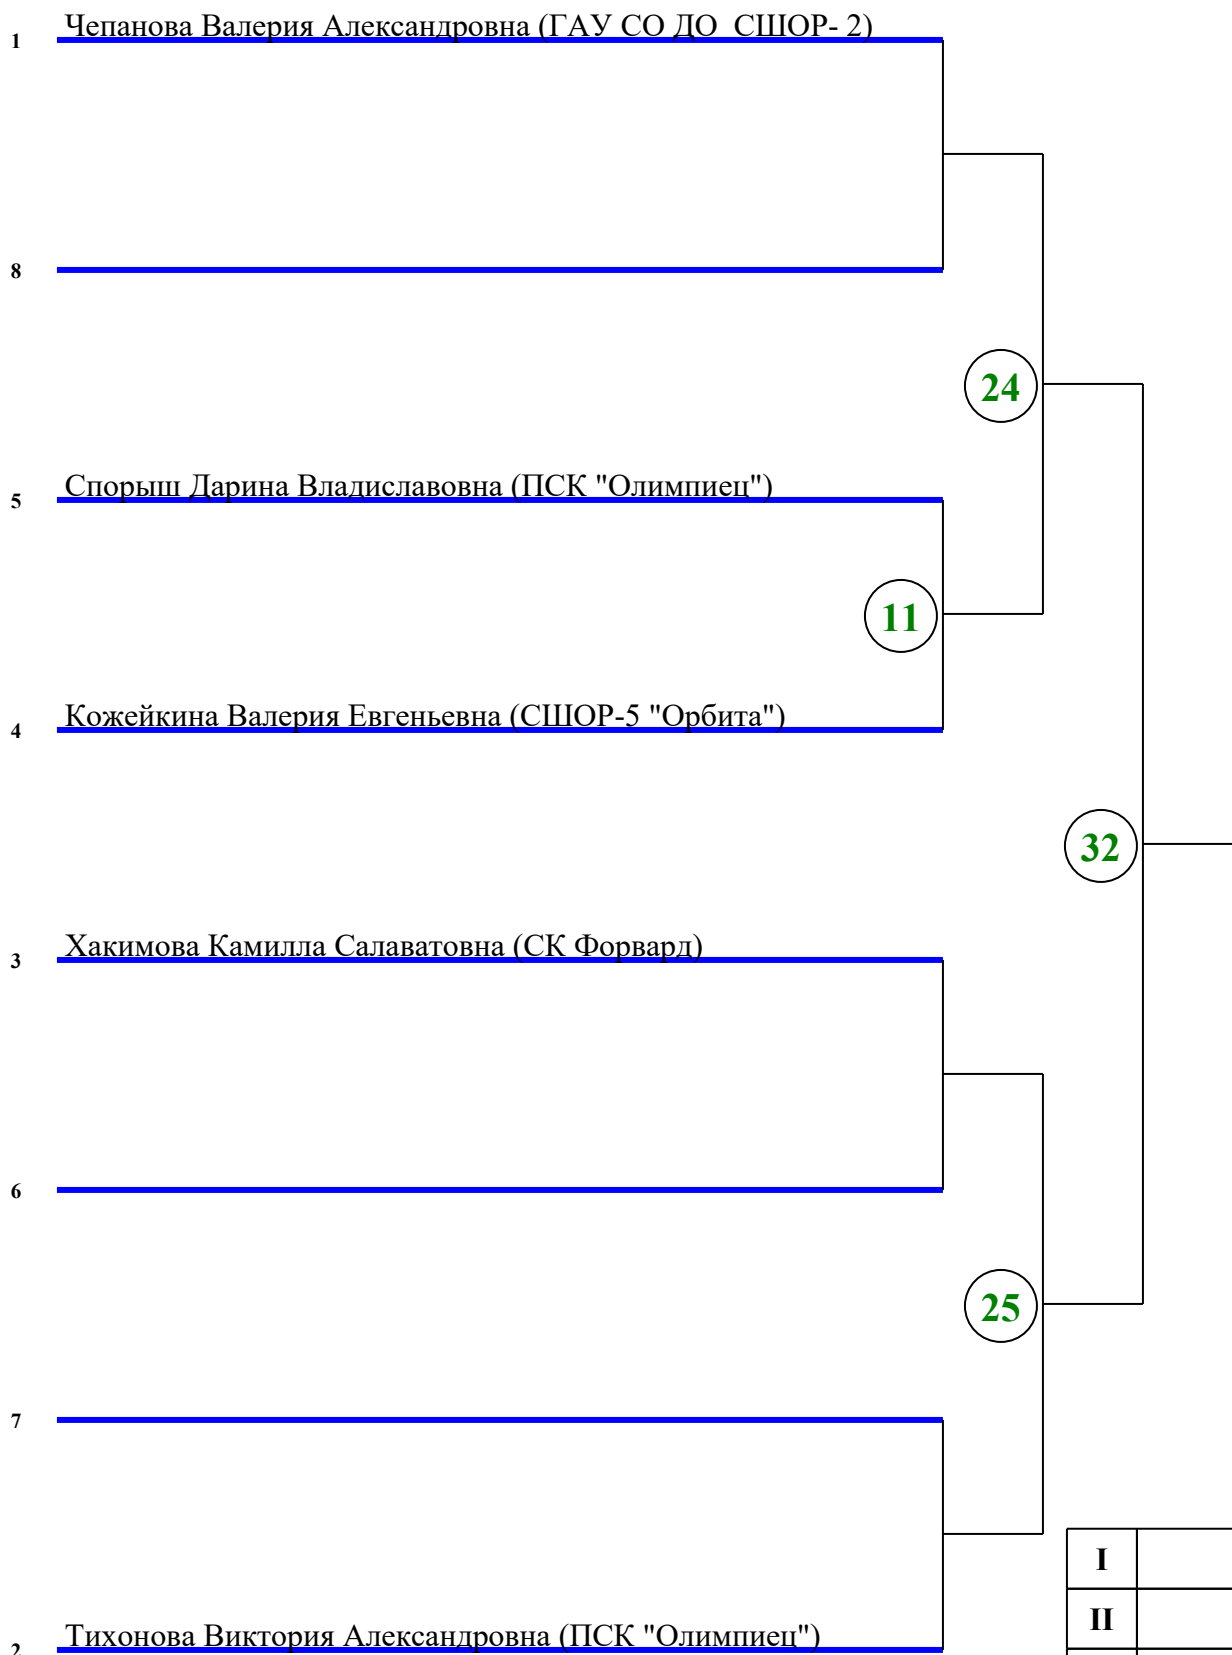 1 Чепанова Валерия Александровна (ГАУ СО ДО  СШОР- 2)
8
24
5 Спорыш Дарина Владиславовна (ПСК "Олимпиец")
11
4 Кожейкина Валерия Евгеньевна (СШОР-5 "Орбита")
32
3 Хакимова Камилла Салаватовна (СК Форвард)
6
25
7
I
II
2 Тихонова Виктория Александровна (ПСК "Олимпиец")